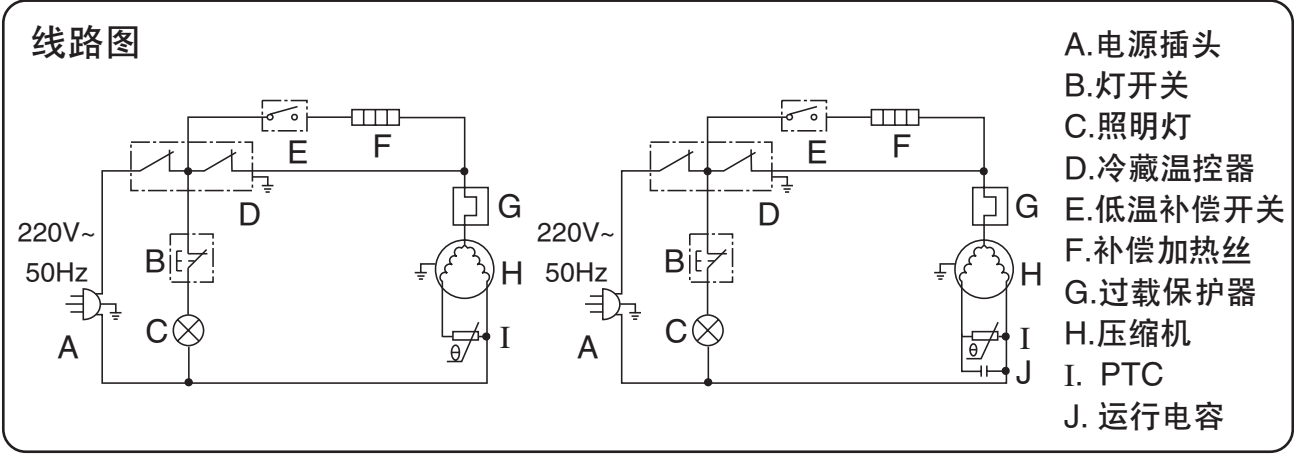 线路图
E
F
D
G
220V~
50Hz
B
H
A
C
I
θ
E
F
D
G
220V~
50Hz
B
H
A
C
I
θ
J
A.电源插头
B.灯开关
C.照明灯
D.冷藏温控器
E.低温补偿开关
F.补偿加热丝
G.过载保护器
H.压缩机
I. PTC
J. 运行电容